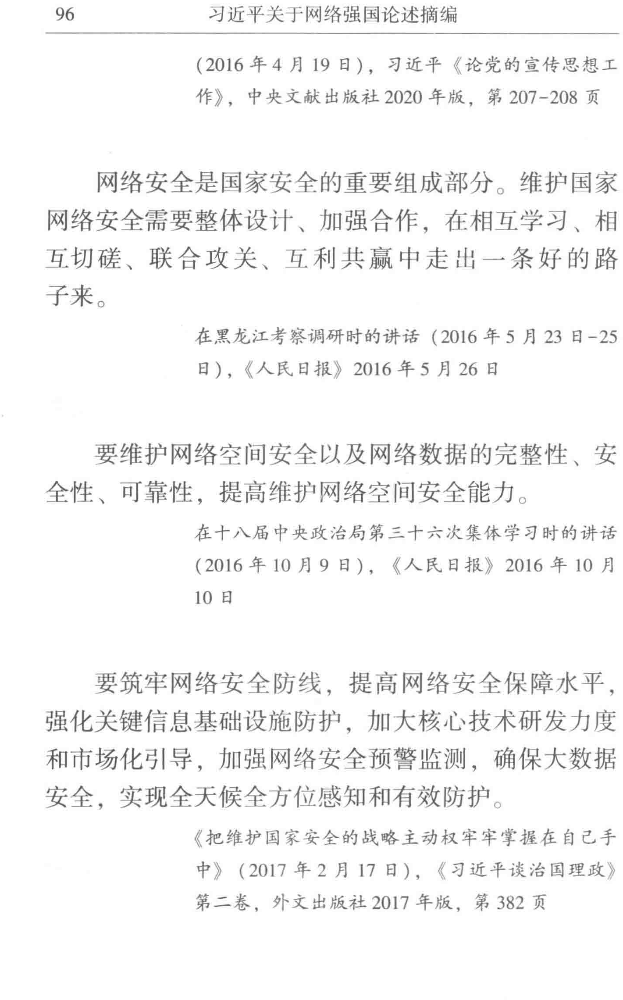 96 习近平关于网络强国论述摘编
（2016 年 4 月 19 日），习近平《论党的宣传思想工
作》，中央文献出版社 2020 年版，第 207-208 页
网络安全是国家安全的重要组成部分。维护国家
网络安全需要整体设计、加强合作，在相互学习、相
互切磋、联合攻关、互利共赢中走出一条好的路
子来。
在黑龙江考察调研时的讲话（2016 年 5 月 23 日-25
日），《人民日报》2016 年 5 月 26 日
要维护网络空间安全以及网络数据的完整性、安
全性、可靠性，提高维护网络空间安全能力。
在十八届中央政治局第三十六次集体学习时的讲话
（2016 年 10 月 9 日），《人民日报》2016 年 10 月
10 日
要筑牢网络安全防线，提高网络安全保障水平，
强化关键信息基础设施防护，加大核心技术研发力度
和市场化引导，加强网络安全预警监测，确保大数据
安全，实现全天候全方位感知和有效防护。
《把维护国家安全的战略主动权牢牢掌握在自己手
中》（2017 年 2 月 17 日），《习近平谈治国理政》
第二卷，外文出版社 2017 年版，第 382 页